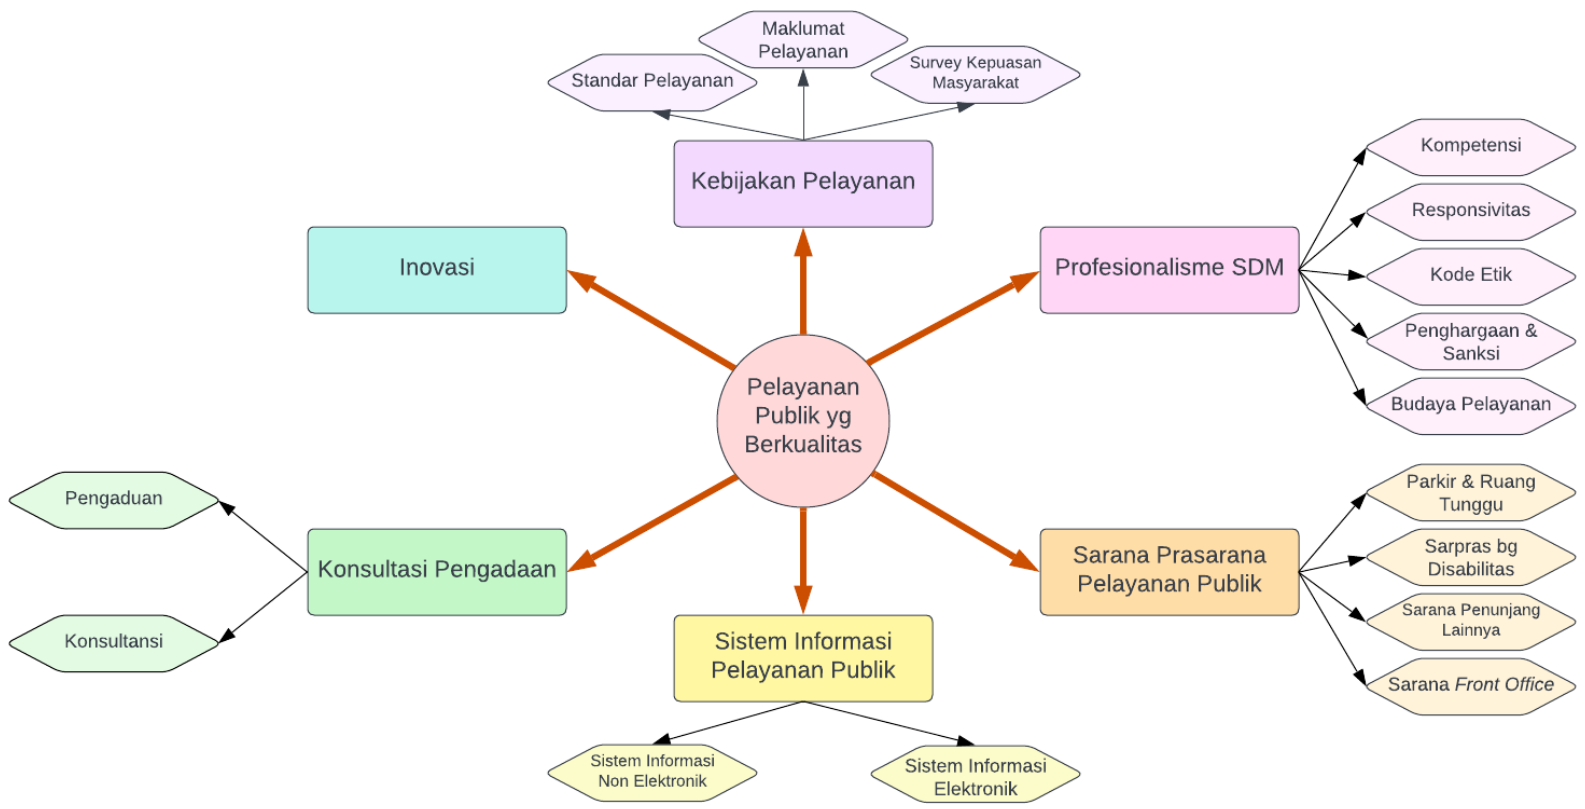 Maklumat
Pelayanan
Standar Pelayanan
Survey Kepuasan
Masyarakat
Kebijakan Pelayanan
Inovasi
Profesionalisme SDM
Kompetensi
Responsivitas
Kode Etik
Penghargaan &
Sanksi
Budaya Pelayanan
Pelayanan
Publik yg
Berkualitas
Pengaduan
Konsultasi Pengadaan
Konsultansi
Sistem Informasi
Pelayanan Publik
Sistem Informasi
Non Elektronik
Sistem Informasi
Elektronik
Sarana Prasarana
Pelayanan Publik
Parkir & Ruang
Tunggu
Sarpras bg
Disabilitas
Sarana Penunjang
Lainnya
Sarana Front Office